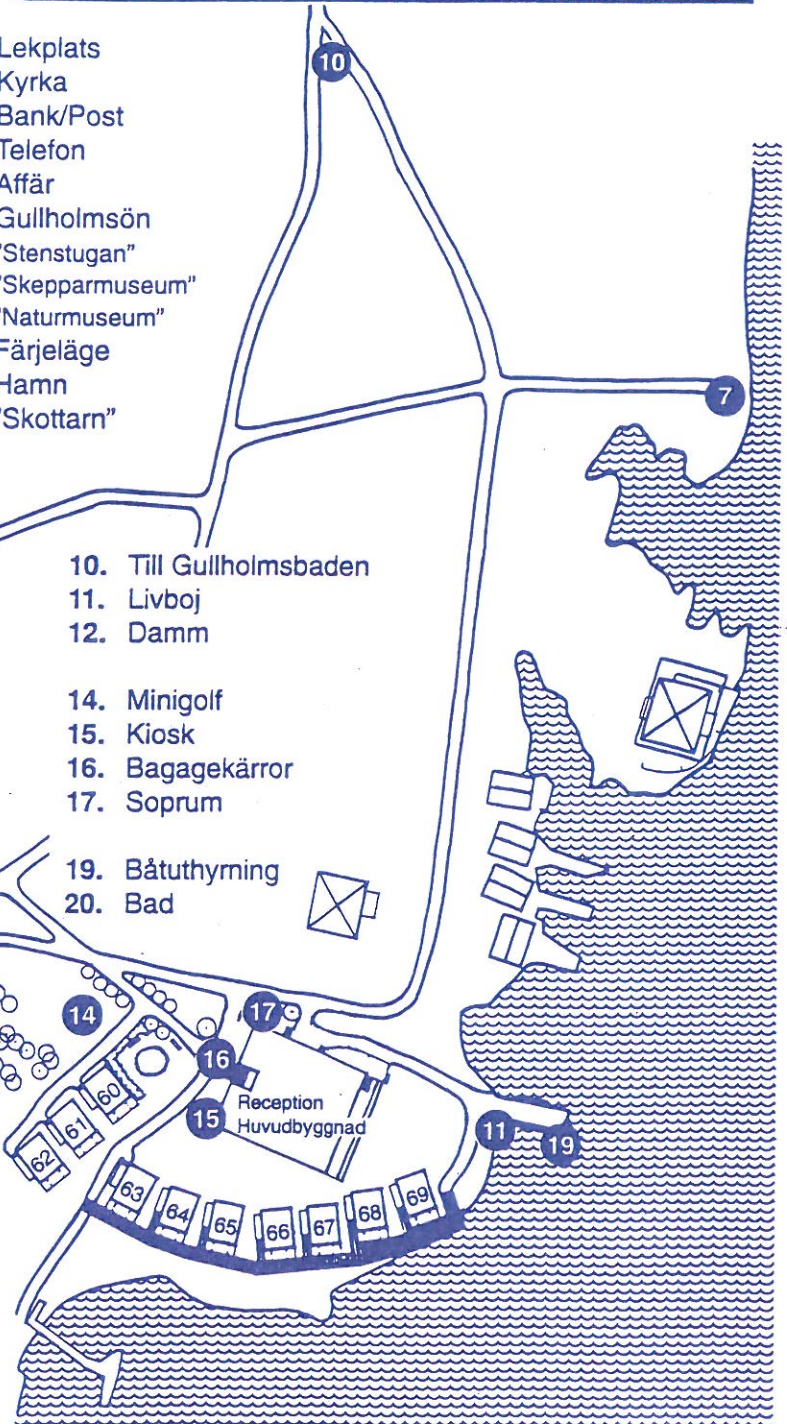 Lekplats
Kyrka
Bank/Post
Telefon
Affär
Gullholmsön
"Stenstugan"
"Skepparmuseum"
"Naturmuseum"
Färjeläge
Hamn
"Skottarn"
10
7
10. Till Gullholmsbaden
11. Livboj
12. Damm
14. Minigolf
15. Kiosk
16. Bagagekärror
17. Soprum
19. Båtuthyrning
20. Bad
14
17
16
15
Reception
Huvudbyggnad
11
19
60
61
62
63
64
65
66
67
68
69